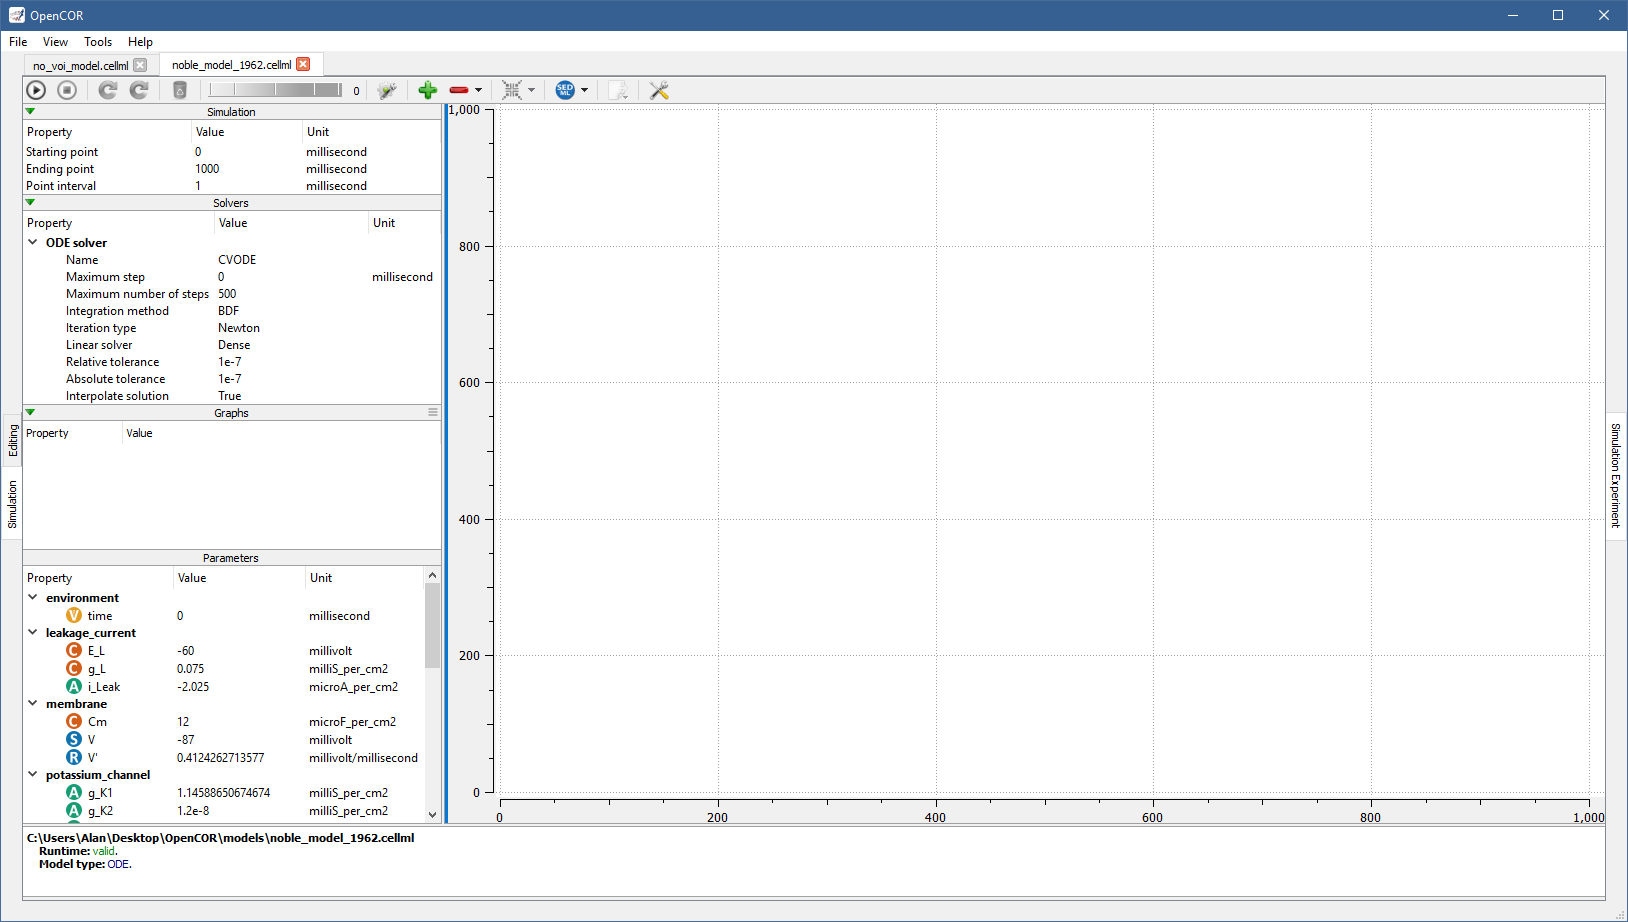 OpenCOR
File View Tools Help
no_voi_model.cellml noble_model_1962.cellml
0 SED ML
Simulation
Property Value Unit
Starting point 0 millisecond
Ending point 1000 millisecond
Point interval 1 millisecond
Solvers
Property Value Unit
ODE solver
Name CVODE
Maximum step 0 millisecond
Maximum number of steps 500
Integration method BDF
Iteration type Newton
Linear solver Dense
Relative tolerance 1e-7
Absolute tolerance 1e-7
Interpolate solution True
Graphs
Property Value
Parameters
Property Value Unit
environment
V time 0 millisecond
leakage_current
C E_L -60 millivolt
C g_L 0.075 milliS_per_cm2
A i_Leak -2.025 microA_per_cm2
membrane
C Cm 12 microF_per_cm2
S V -87 millivolt
R V' 0.4124262713577 millivolt/millisecond
potassium_channel
A g_K1 1.14588650674674 milliS_per_cm2
A g_K2 1.2e-8 milliS_per_cm2
Editing
Simulation
1,000
800
600
400
200
0
0 200 400 600 800 1,000
Simulation Experiment
C:\Users\Alan\Desktop\OpenCOR\models\noble_model_1962.cellml
Runtime: valid.
Model type: ODE.